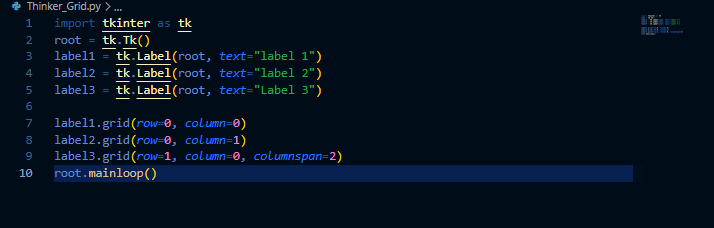 Thinker_Grid.py > ...
1 import tkinter as tk
2 root = tk.Tk()
3 label1 = tk.Label(root, text="label 1")
4 label2 = tk.Label(root, text="label 2")
5 label3 = tk.Label(root, text="Label 3")
6
7 label1.grid(row=0, column=0)
8 label2.grid(row=0, column=1)
9 label3.grid(row=1, column=0, columnspan=2)
10 root.mainloop()